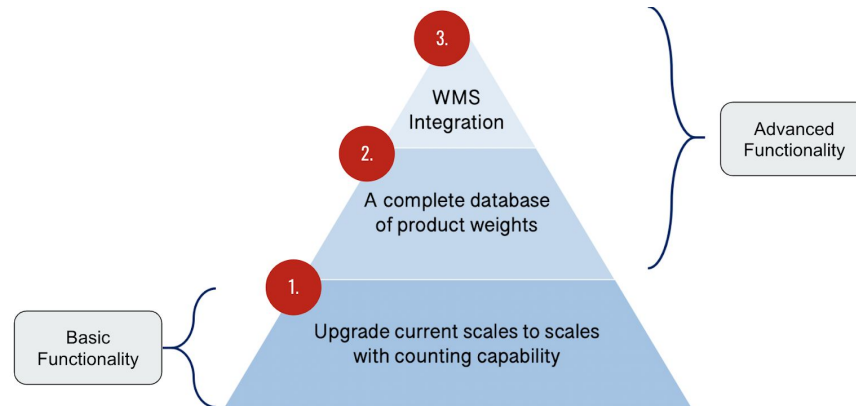 3.
WMS
Integration
Advanced
Functionality
2.
A complete database
of product weights
1.
Basic
Functionality
Upgrade current scales to scales
with counting capability